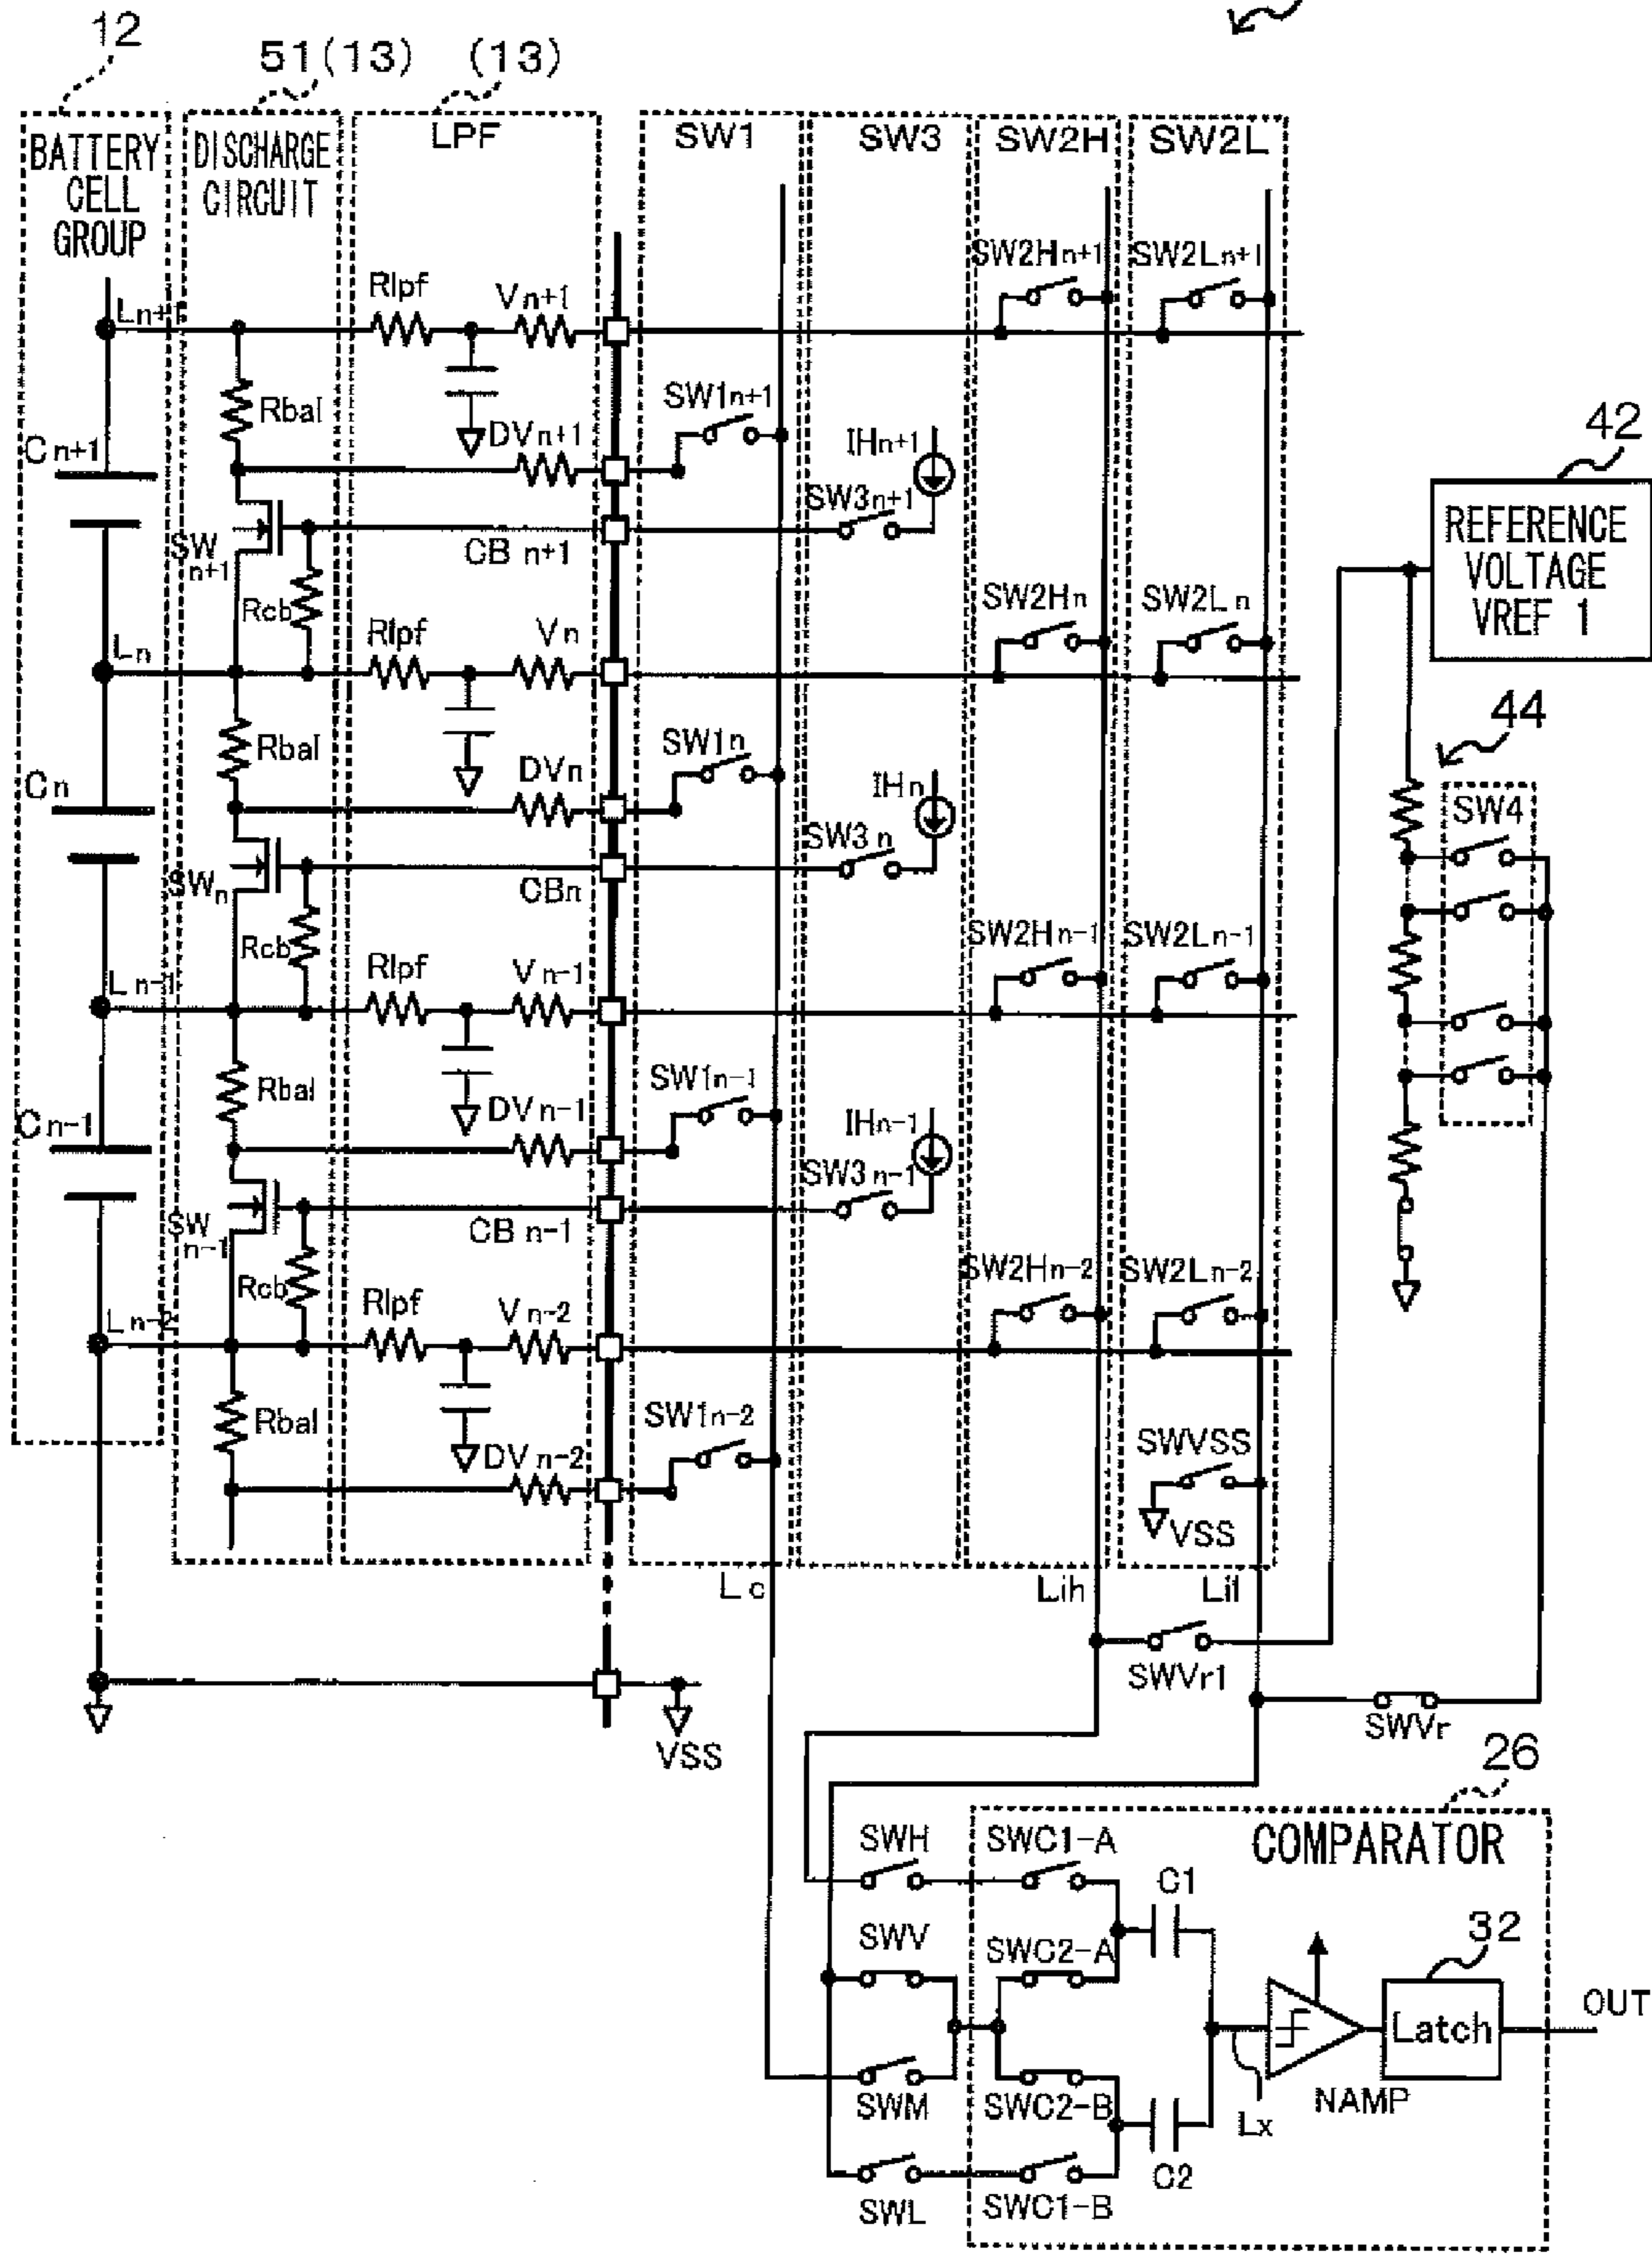 12
51(13)
(13)
BATTERY
CELL
GROUP
DISCHARGE
CIRCUIT
LPF
SW1
SW3
SW2H
SW2L
SW2Hn+1
SW2Ln+1
Ln+1
Rlpf
Vn+1
Rbal
SW1n+1
DVn+1
IHn+1
42
Cn+1
SW3n+1
REFERENCE
VOLTAGE
VREF 1
SW
n+1
CB n+1
Rcb
SW2Hn
SW2L n
Ln
Rlpf
Vn
44
Rbal
SW1n
DVn
IHn
SW4
Cn
SW3 n
SWn
CBn
Rcb
SW2Hn-1
SW2Ln-1
Ln-1
Rlpf
Vn-1
Rbal
SW1n-1
DVn-1
IHn-1
Cn-1
SW3n-1
SW
n-1
CB n-1
Rcb
SW2Hn-2
SW2Ln-2
Ln-2
Rlpf
Vn-2
Rbal
SW1n-2
DVn-2
SWVSS
VSS
Lc
Lih
Lil
SWVr1
SWVr
VSS
26
SWH
SWC1-A
COMPARATOR
C1
SWV
SWC2-A
32
Latch
OUT
SWM
SWC2-B
Lx
NAMP
C2
SWL
SWC1-B